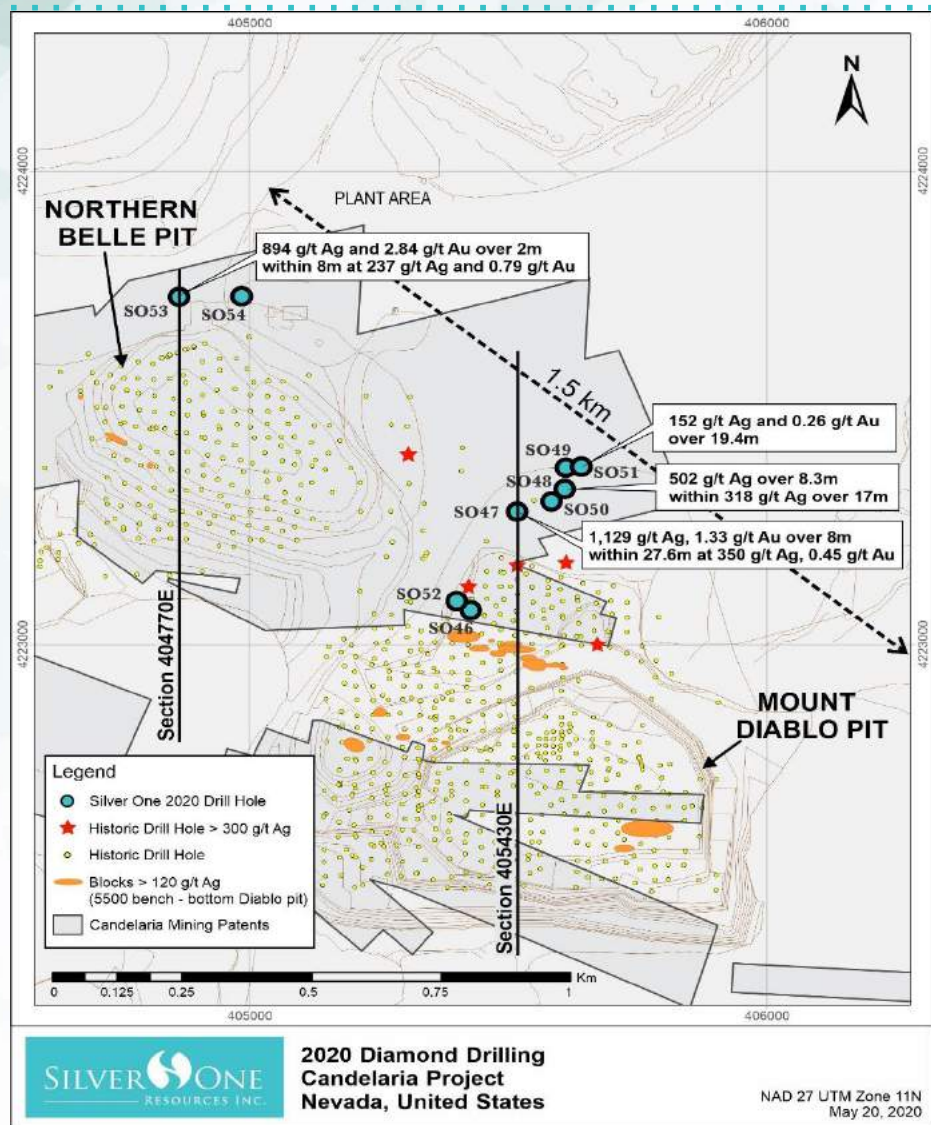 405000
406000
N
4224000
4224000
PLANT AREA
NORTHERN
BELLE PIT
894 g/t Ag and 2.84 g/t Au over 2m
within 8m at 237 g/t Ag and 0.79 g/t Au
SO53
SO54
1.5 km
152 g/t Ag and 0.26 g/t Au
over 19.4m
SO49
SO51
SO48
502 g/t Ag over 8.3m
within 318 g/t Ag over 17m
SO50
SO47
1,129 g/t Ag, 1.33 g/t Au over 8m
within 27.6m at 350 g/t Ag, 0.45 g/t Au
SO52
SO46
4223000
4223000
Section 404770E
MOUNT
DIABLO PIT
Legend
Silver One 2020 Drill Hole
Historic Drill Hole > 300 g/t Ag
Historic Drill Hole
Blocks > 120 g/t Ag
(5500 bench - bottom Diablo pit)
Candelaria Mining Patents
Section 405430E
Km
0 0.125 0.25 0.5 0.75 1
405000
406000
SILVER ONE
RESOURCES INC.
2020 Diamond Drilling
Candelaria Project
Nevada, United States
NAD 27 UTM Zone 11N
May 20, 2020